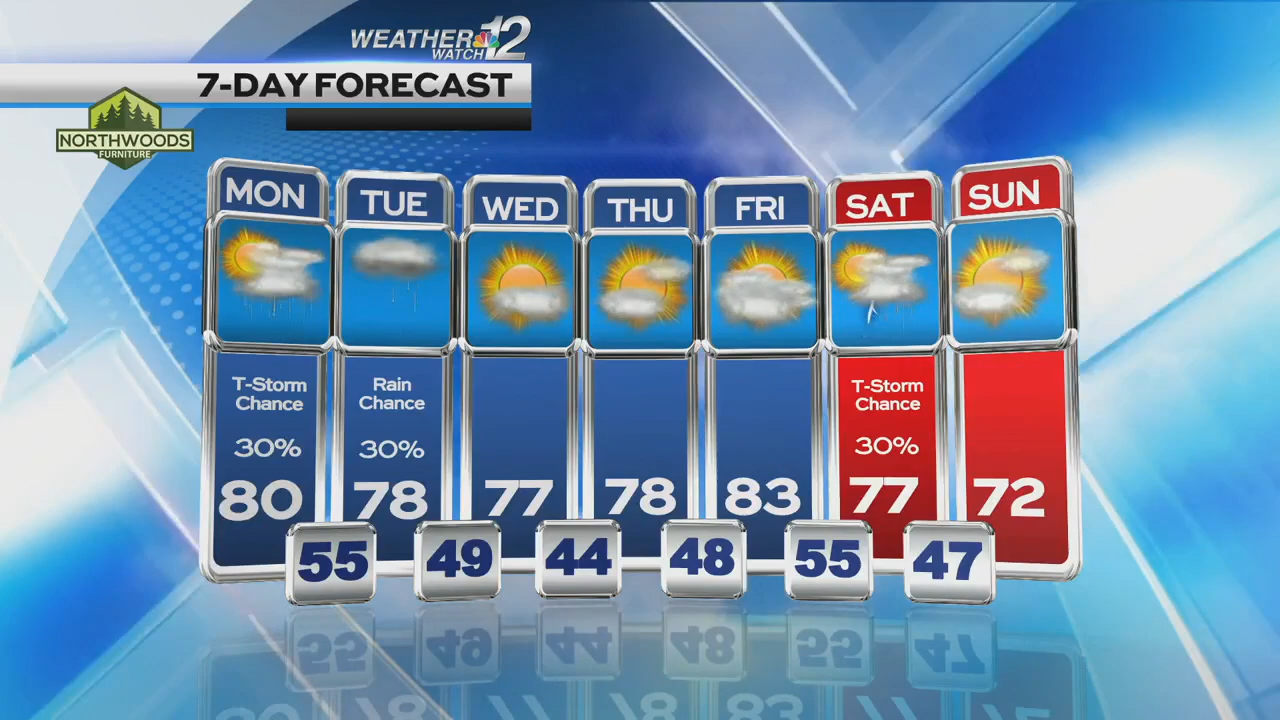 WEATHER 12
WATCH
7-DAY FORECAST
NORTHWOODS
FURNITURE
MON TUE WED THU FRI SAT SUN
T-Storm
Chance
30%
80
Rain
Chance
30%
78
77
78
83
T-Storm
Chance
30%
77
72
55 49 44 48 55 47